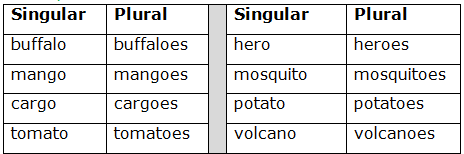 Singular Plural Singular Plural
buffalo buffaloes hero heroes
mango mangoes mosquito mosquitoes
cargo cargoes potato potatoes
tomato tomatoes volcano volcanoes